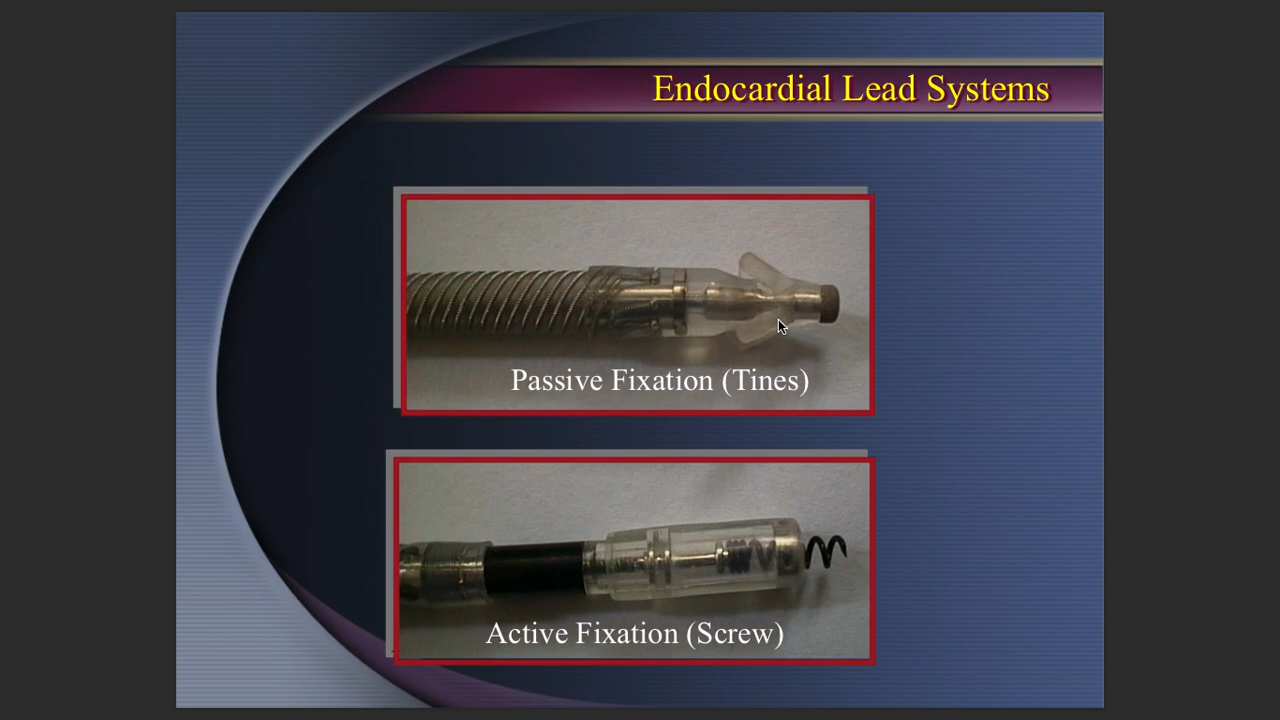 Endocardial Lead Systems
Passive Fixation (Tines)
Active Fixation (Screw)